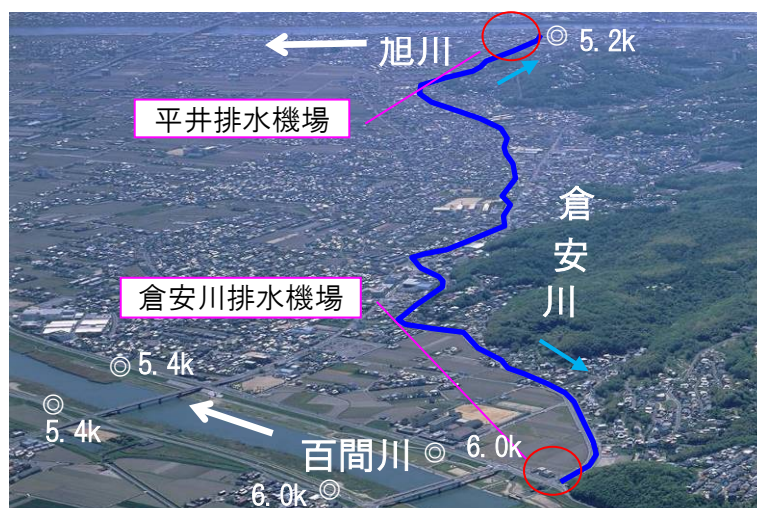 旭川
◎ 5.2k
平井排水機場
倉安川
倉安川排水機場
◎ 5.4k
◎
5.4k
百間川 ◎ 6.0k
6.0k ◎